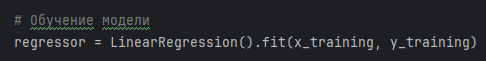 # Обучение модели
regressor = LinearRegression().fit(x_training, y_training)